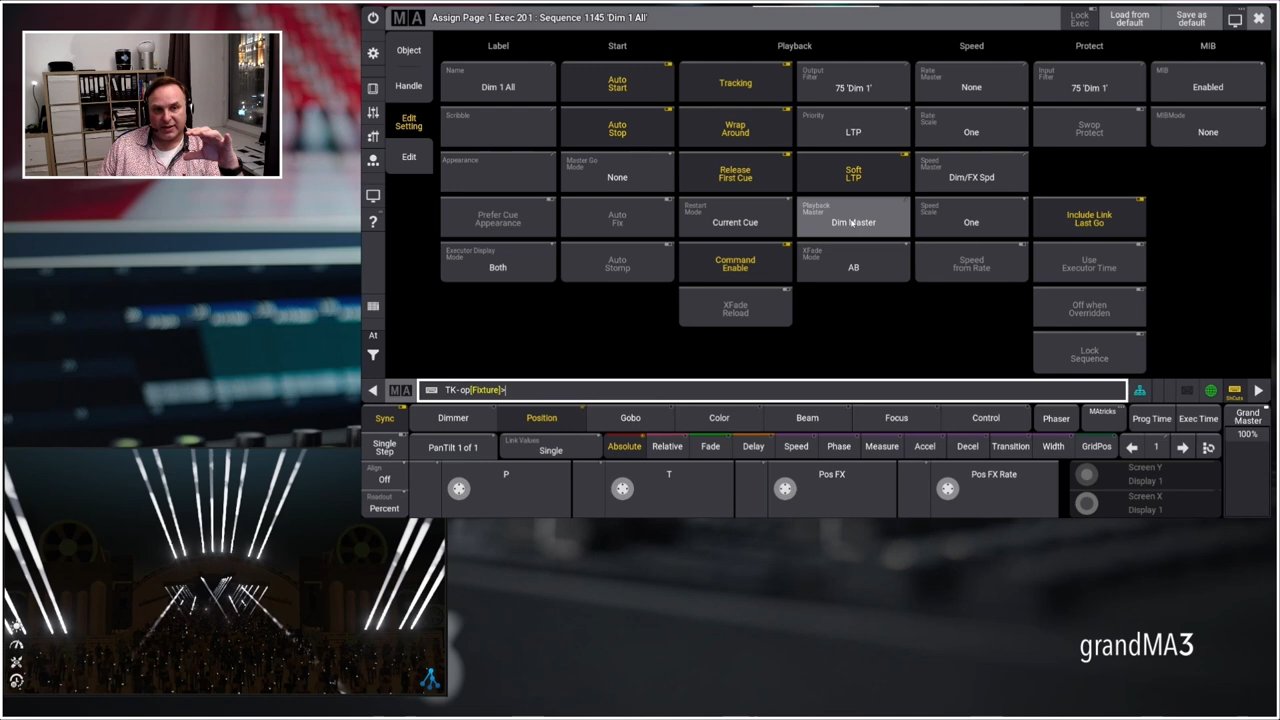 MA Assign Page 1 Exec 201 : Sequence 1145 'Dim 1 All'
Lock Exec
Load from default
Save as default
Object
Handle
Edit Setting
Edit
Label
Start
Playback
Speed
Protect
MIB
Name
Dim 1 All
Auto Start
Tracking
Output Filter
75 'Dim 1'
Rate Master
None
Input Filter
75 'Dim 1'
MIB
Enabled
Scribble
Auto Stop
Wrap Around
Priority
LTP
Rate Scale
One
Swop Protect
MIBMode
None
Appearance
Master Go Mode
None
Release First Cue
Soft LTP
Speed Master
Dim/FX Spd
Prefer Cue Appearance
Auto Fix
Restart Mode
Current Cue
Playback Master
Dim Master
Speed Scale
One
Include Link Last Go
Executor Display Mode
Both
Auto Stomp
Command Enable
XFade Mode
AB
Speed from Rate
Use Executor Time
XFade Reload
Off when Overridden
Lock Sequence
At
MA
TK-op[Fixture]>
ShCuts
Sync
Dimmer
Position
Gobo
Color
Beam
Focus
Control
Phaser
MAtricks
Prog Time
Exec Time
Grand Master
100%
Single Step
PanTilt 1 of 1
Link Values
Single
Absolute
Relative
Fade
Delay
Speed
Phase
Measure
Accel
Decel
Transition
Width
GridPos
1
Align
Off
Readout
Percent
P
T
Pos FX
Pos FX Rate
Screen Y
Display 1
Screen X
Display 1
grandMA3